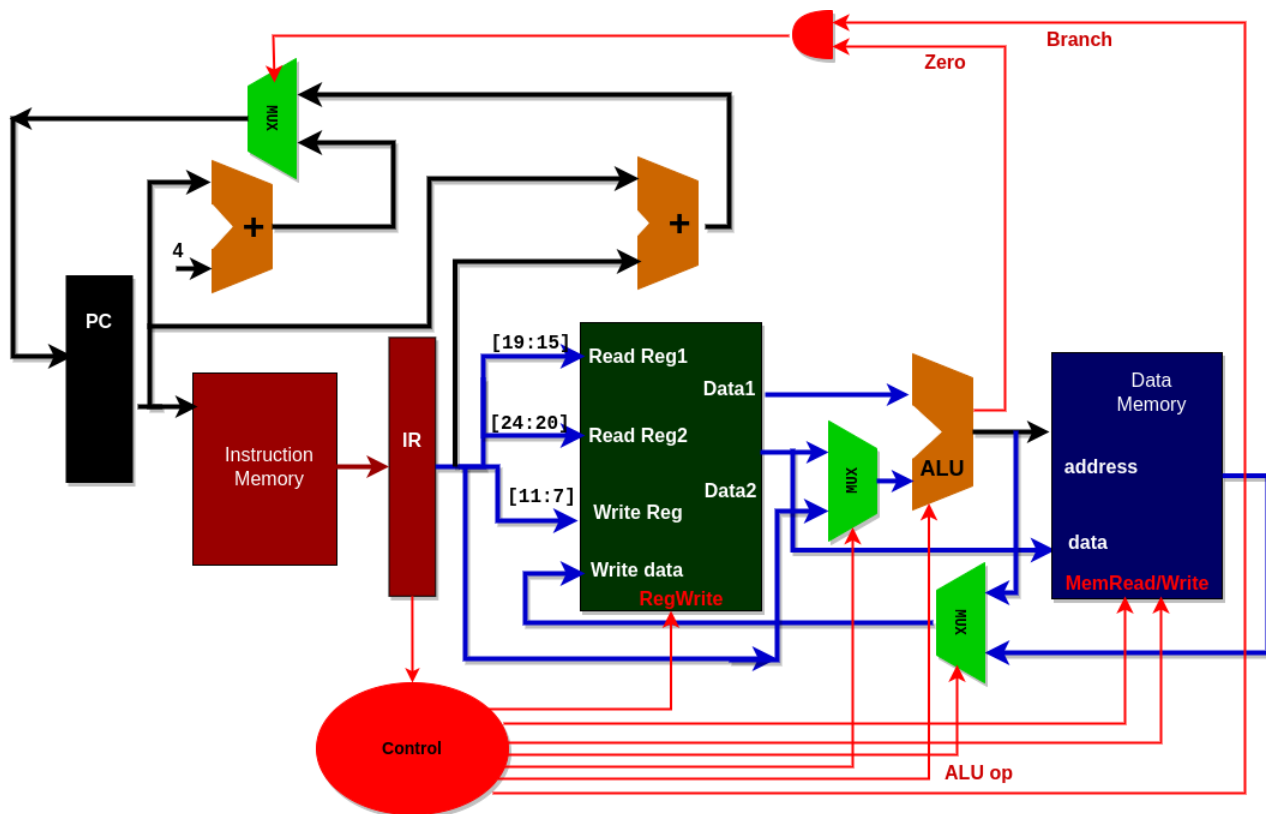 Branch
Zero
MUX
+
+
4
PC
[19:15]
Read Reg1
Data1
Data
Memory
[24:20]
Read Reg2
IR
Instruction
Memory
MUX
ALU
address
Data2
[11:7]
Write Reg
data
Write data
MemRead/Write
RegWrite
MUX
Control
ALU op